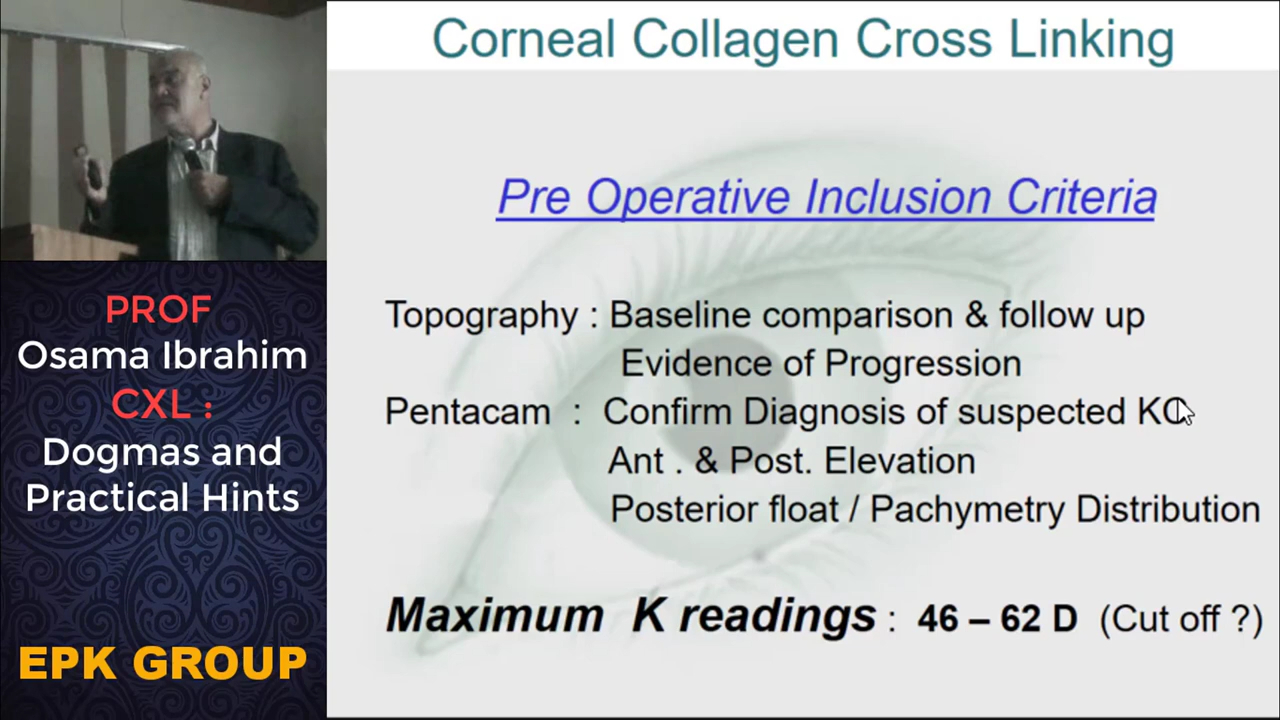 Corneal Collagen Cross Linking
Pre Operative Inclusion Criteria
Topography : Baseline comparison & follow up
Evidence of Progression
Pentacam : Confirm Diagnosis of suspected KC
Ant . & Post. Elevation
Posterior float / Pachymetry Distribution
Maximum K readings : 46 – 62 D (Cut off ?)
PROF
Osama Ibrahim
CXL :
Dogmas and
Practical Hints
EPK GROUP